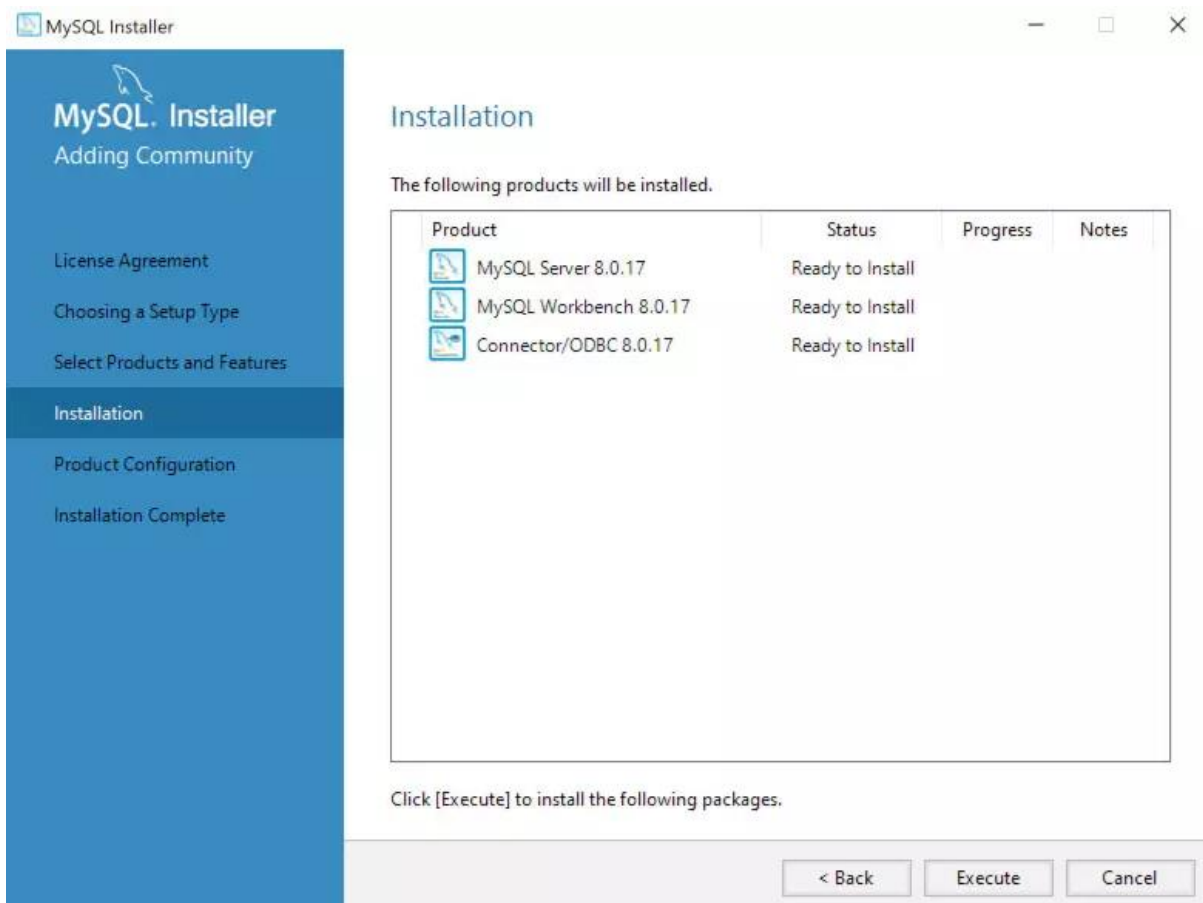 MySQL Installer
MySQL. Installer
Adding Community
License Agreement
Choosing a Setup Type
Select Products and Features
Installation
Product Configuration
Installation Complete
Installation
The following products will be installed.
Product Status Progress Notes
MySQL Server 8.0.17 Ready to Install
MySQL Workbench 8.0.17 Ready to Install
Connector/ODBC 8.0.17 Ready to Install
Click [Execute] to install the following packages.
< Back Execute Cancel